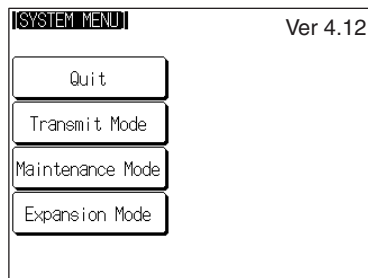 [SYSTEM MENU]
Ver 4.12
Quit
Transmit Mode
Maintenance Mode
Expansion Mode